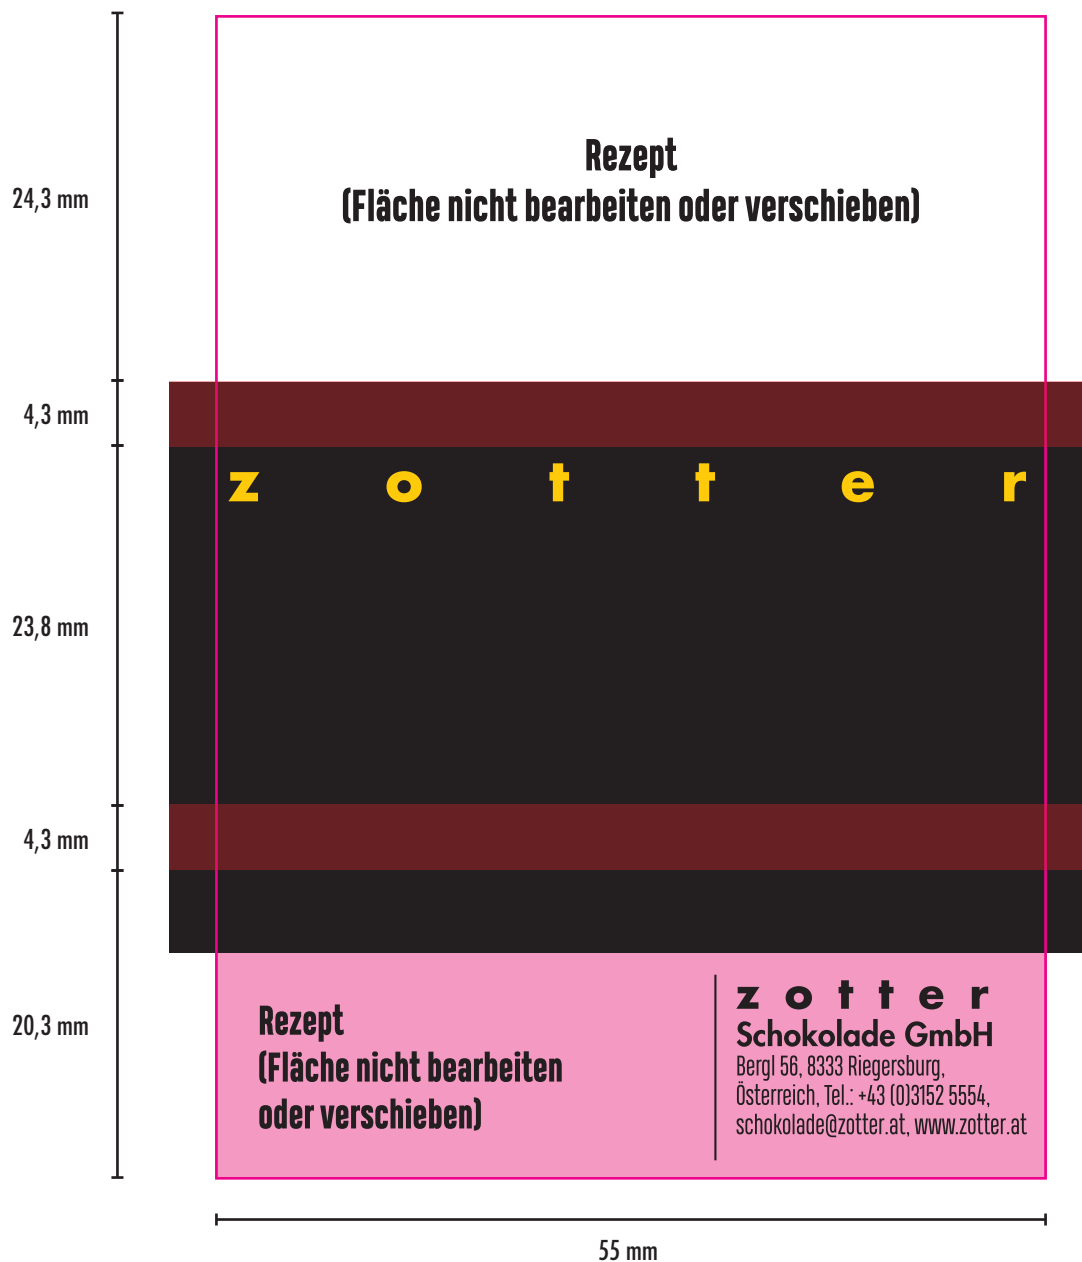 Rezept
(Fläche nicht bearbeiten oder verschieben)
24,3 mm
4,3 mm
zotter
23,8 mm
4,3 mm
20,3 mm
Rezept
(Fläche nicht bearbeiten
oder verschieben)
zotter
Schokolade GmbH
Bergl 56, 8333 Riegersburg,
Österreich, Tel.: +43 (0)3152 5554,
schokolade@zotter.at, www.zotter.at
55 mm